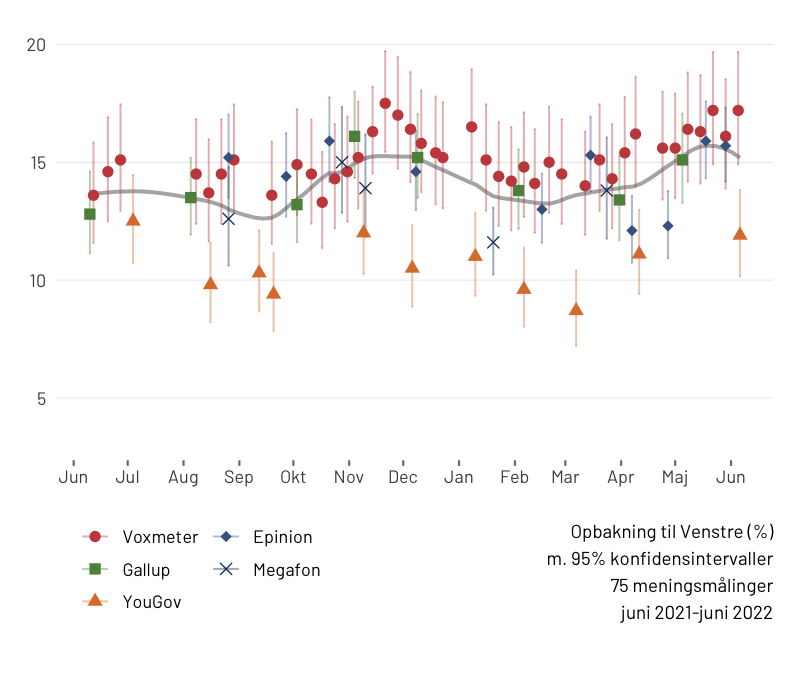 20
15
10
5
Jun Jul Aug Sep Okt Nov Dec Jan Feb Mar Apr Maj Jun
Voxmeter Epinion
Gallup Megafon
YouGov
Opbakning til Venstre (%)
m. 95% konfidensintervaller
75 meningsmålinger
juni 2021-juni 2022